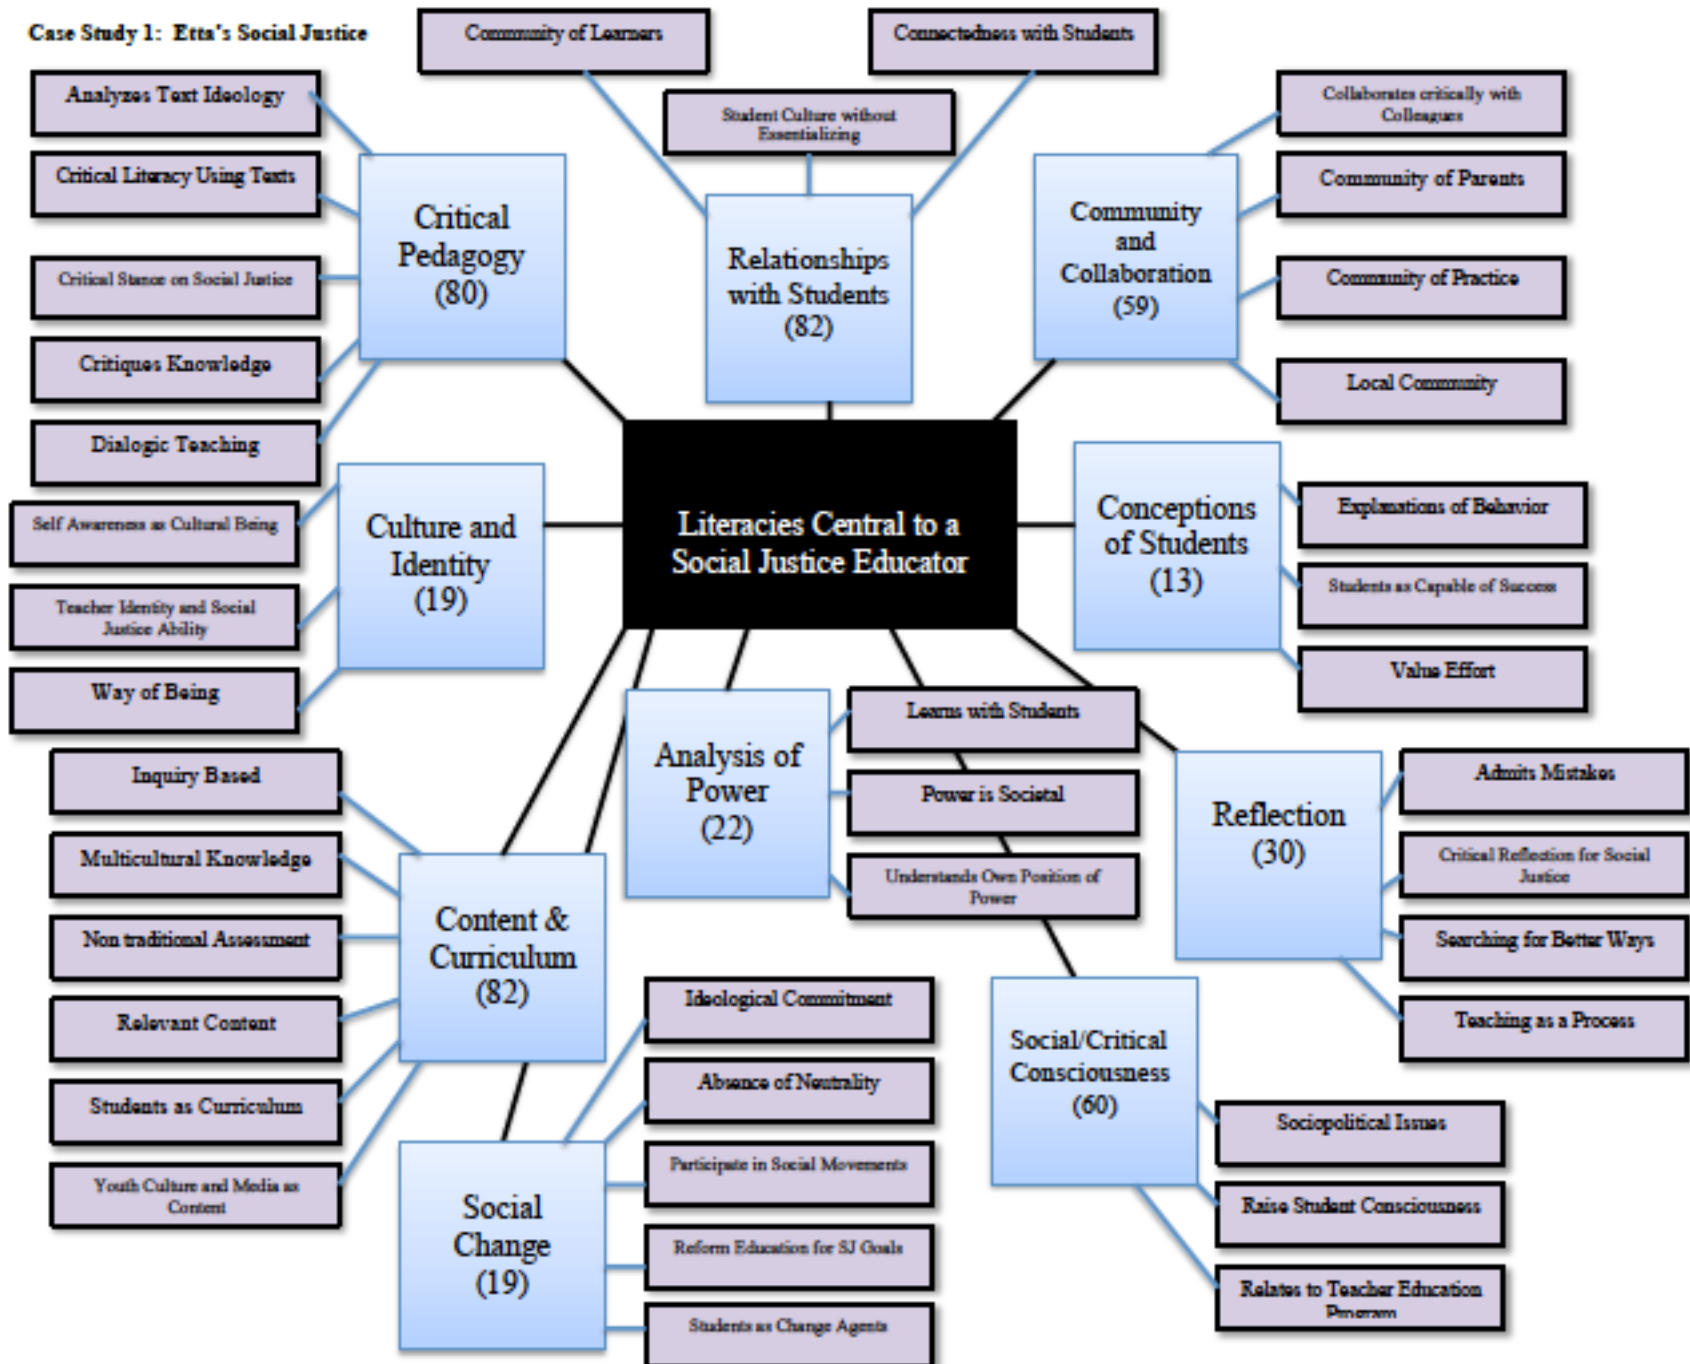 Case Study 1:  Etta's Social Justice
Community of Learners
Connectedness with Students
Student Culture without
Essentializing
Analyzes Text Ideology
Critical Literacy Using Texts
Critical Stance on Social Justice
Critiques Knowledge
Dialogic Teaching
Critical
Pedagogy
(80)
Relationships
with Students
(82)
Community
and
Collaboration
(59)
Collaborates critically with
Colleagues
Community of Parents
Community of Practice
Local Community
Literacies Central to a
Social Justice Educator
Culture and
Identity
(19)
Self Awareness as Cultural Being
Teacher Identity and Social
Justice Ability
Way of Being
Conceptions
of Students
(13)
Explanations of Behavior
Students as Capable of Success
Value Effort
Analysis of
Power
(22)
Learns with Students
Power is Societal
Understands Own Position of
Power
Reflection
(30)
Admits Mistakes
Critical Reflection for Social
Justice
Searching for Better Ways
Teaching as a Process
Inquiry Based
Multicultural Knowledge
Non traditional Assessment
Relevant Content
Students as Curriculum
Youth Culture and Media as
Content
Content &
Curriculum
(82)
Social
Change
(19)
Ideological Commitment
Absence of Neutrality
Participate in Social Movements
Reform Education for SJ Goals
Students as Change Agents
Social/Critical
Consciousness
(60)
Sociopolitical Issues
Raise Student Consciousness
Relates to Teacher Education
Program